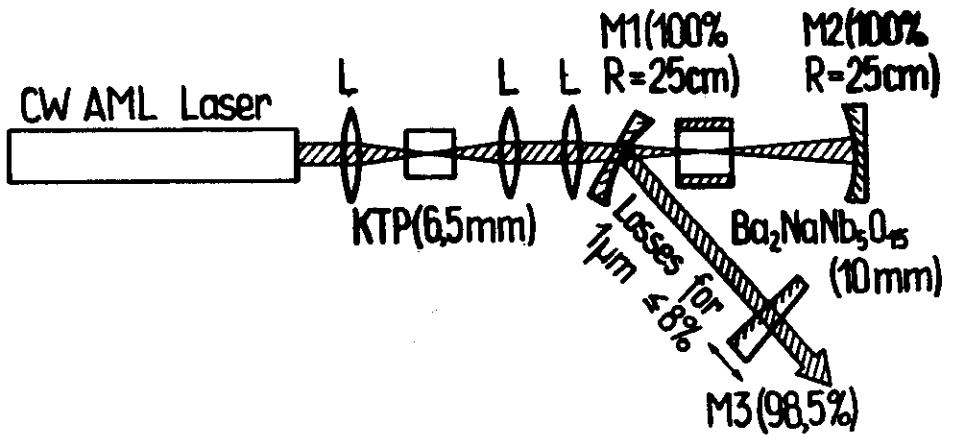 M1(100%
R=25cm)
M2(100%
R=25cm)
L
L
L
CW AML Laser
KTP(6,5mm)
Losses for
1µm ≤8%
Ba₂NaNb₅O₁₅
(10mm)
M3(98,5%)